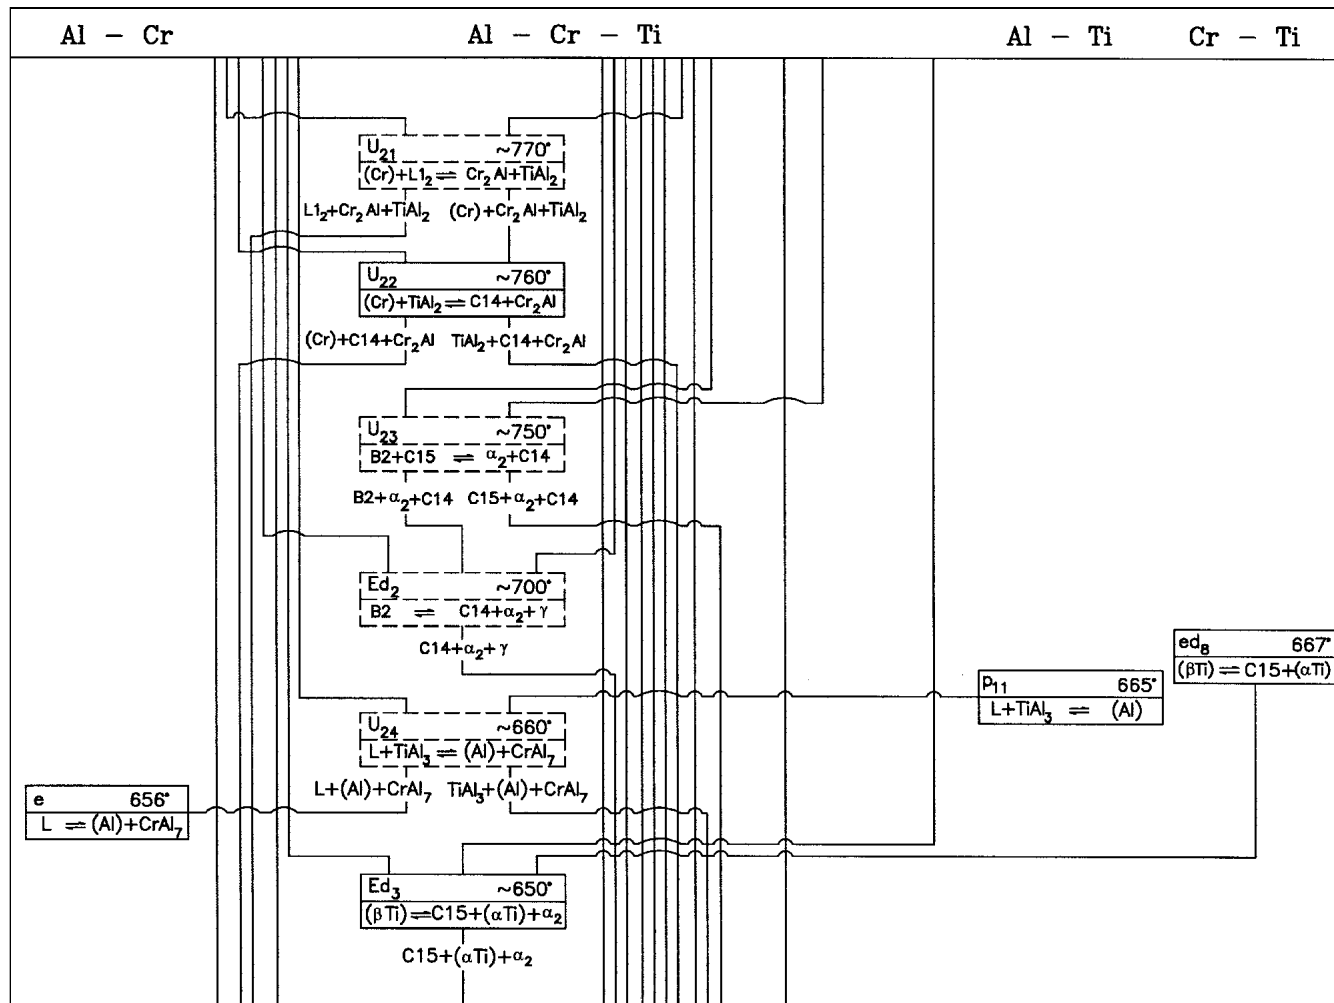 Al – Cr
Al – Cr – Ti
Al – Ti
Cr – Ti
U₂₁ ~770°
(Cr)+L1₂ ⇌ Cr₂Al+TiAl₂
L1₂+Cr₂Al+TiAl₂
(Cr)+Cr₂Al+TiAl₂
U₂₂ ~760°
(Cr)+TiAl₂ ⇌ C14+Cr₂Al
(Cr)+C14+Cr₂Al
TiAl₂+C14+Cr₂Al
U₂₃ ~750°
B2+C15 ⇌ α₂+C14
B2+α₂+C14
C15+α₂+C14
Ed₂ ~700°
B2 ⇌ C14+α₂+γ
C14+α₂+γ
ed₈ 667°
(βTi) ⇌ C15+(αTi)
p₁₁ 665°
L+TiAl₃ ⇌ (Al)
U₂₄ ~660°
L+TiAl₃ ⇌ (Al)+CrAl₇
L+(Al)+CrAl₇
TiAl₃+(Al)+CrAl₇
e 656°
L ⇌ (Al)+CrAl₇
Ed₃ ~650°
(βTi) ⇌ C15+(αTi)+α₂
C15+(αTi)+α₂